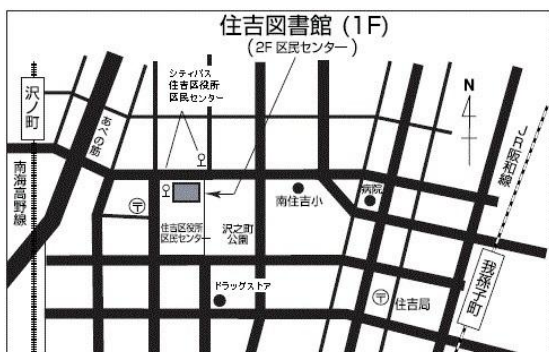 住吉図書館 (1F)
(2F 区民センター)
シティバス
住吉区役所
区民センター
沢ノ町
あべの筋
N
JR阪和線
南海高野線
〒
病院
南住吉小
住吉区役所
区民センター
沢之町
公園
我孫子町
ドラッグストア
〒
住吉局